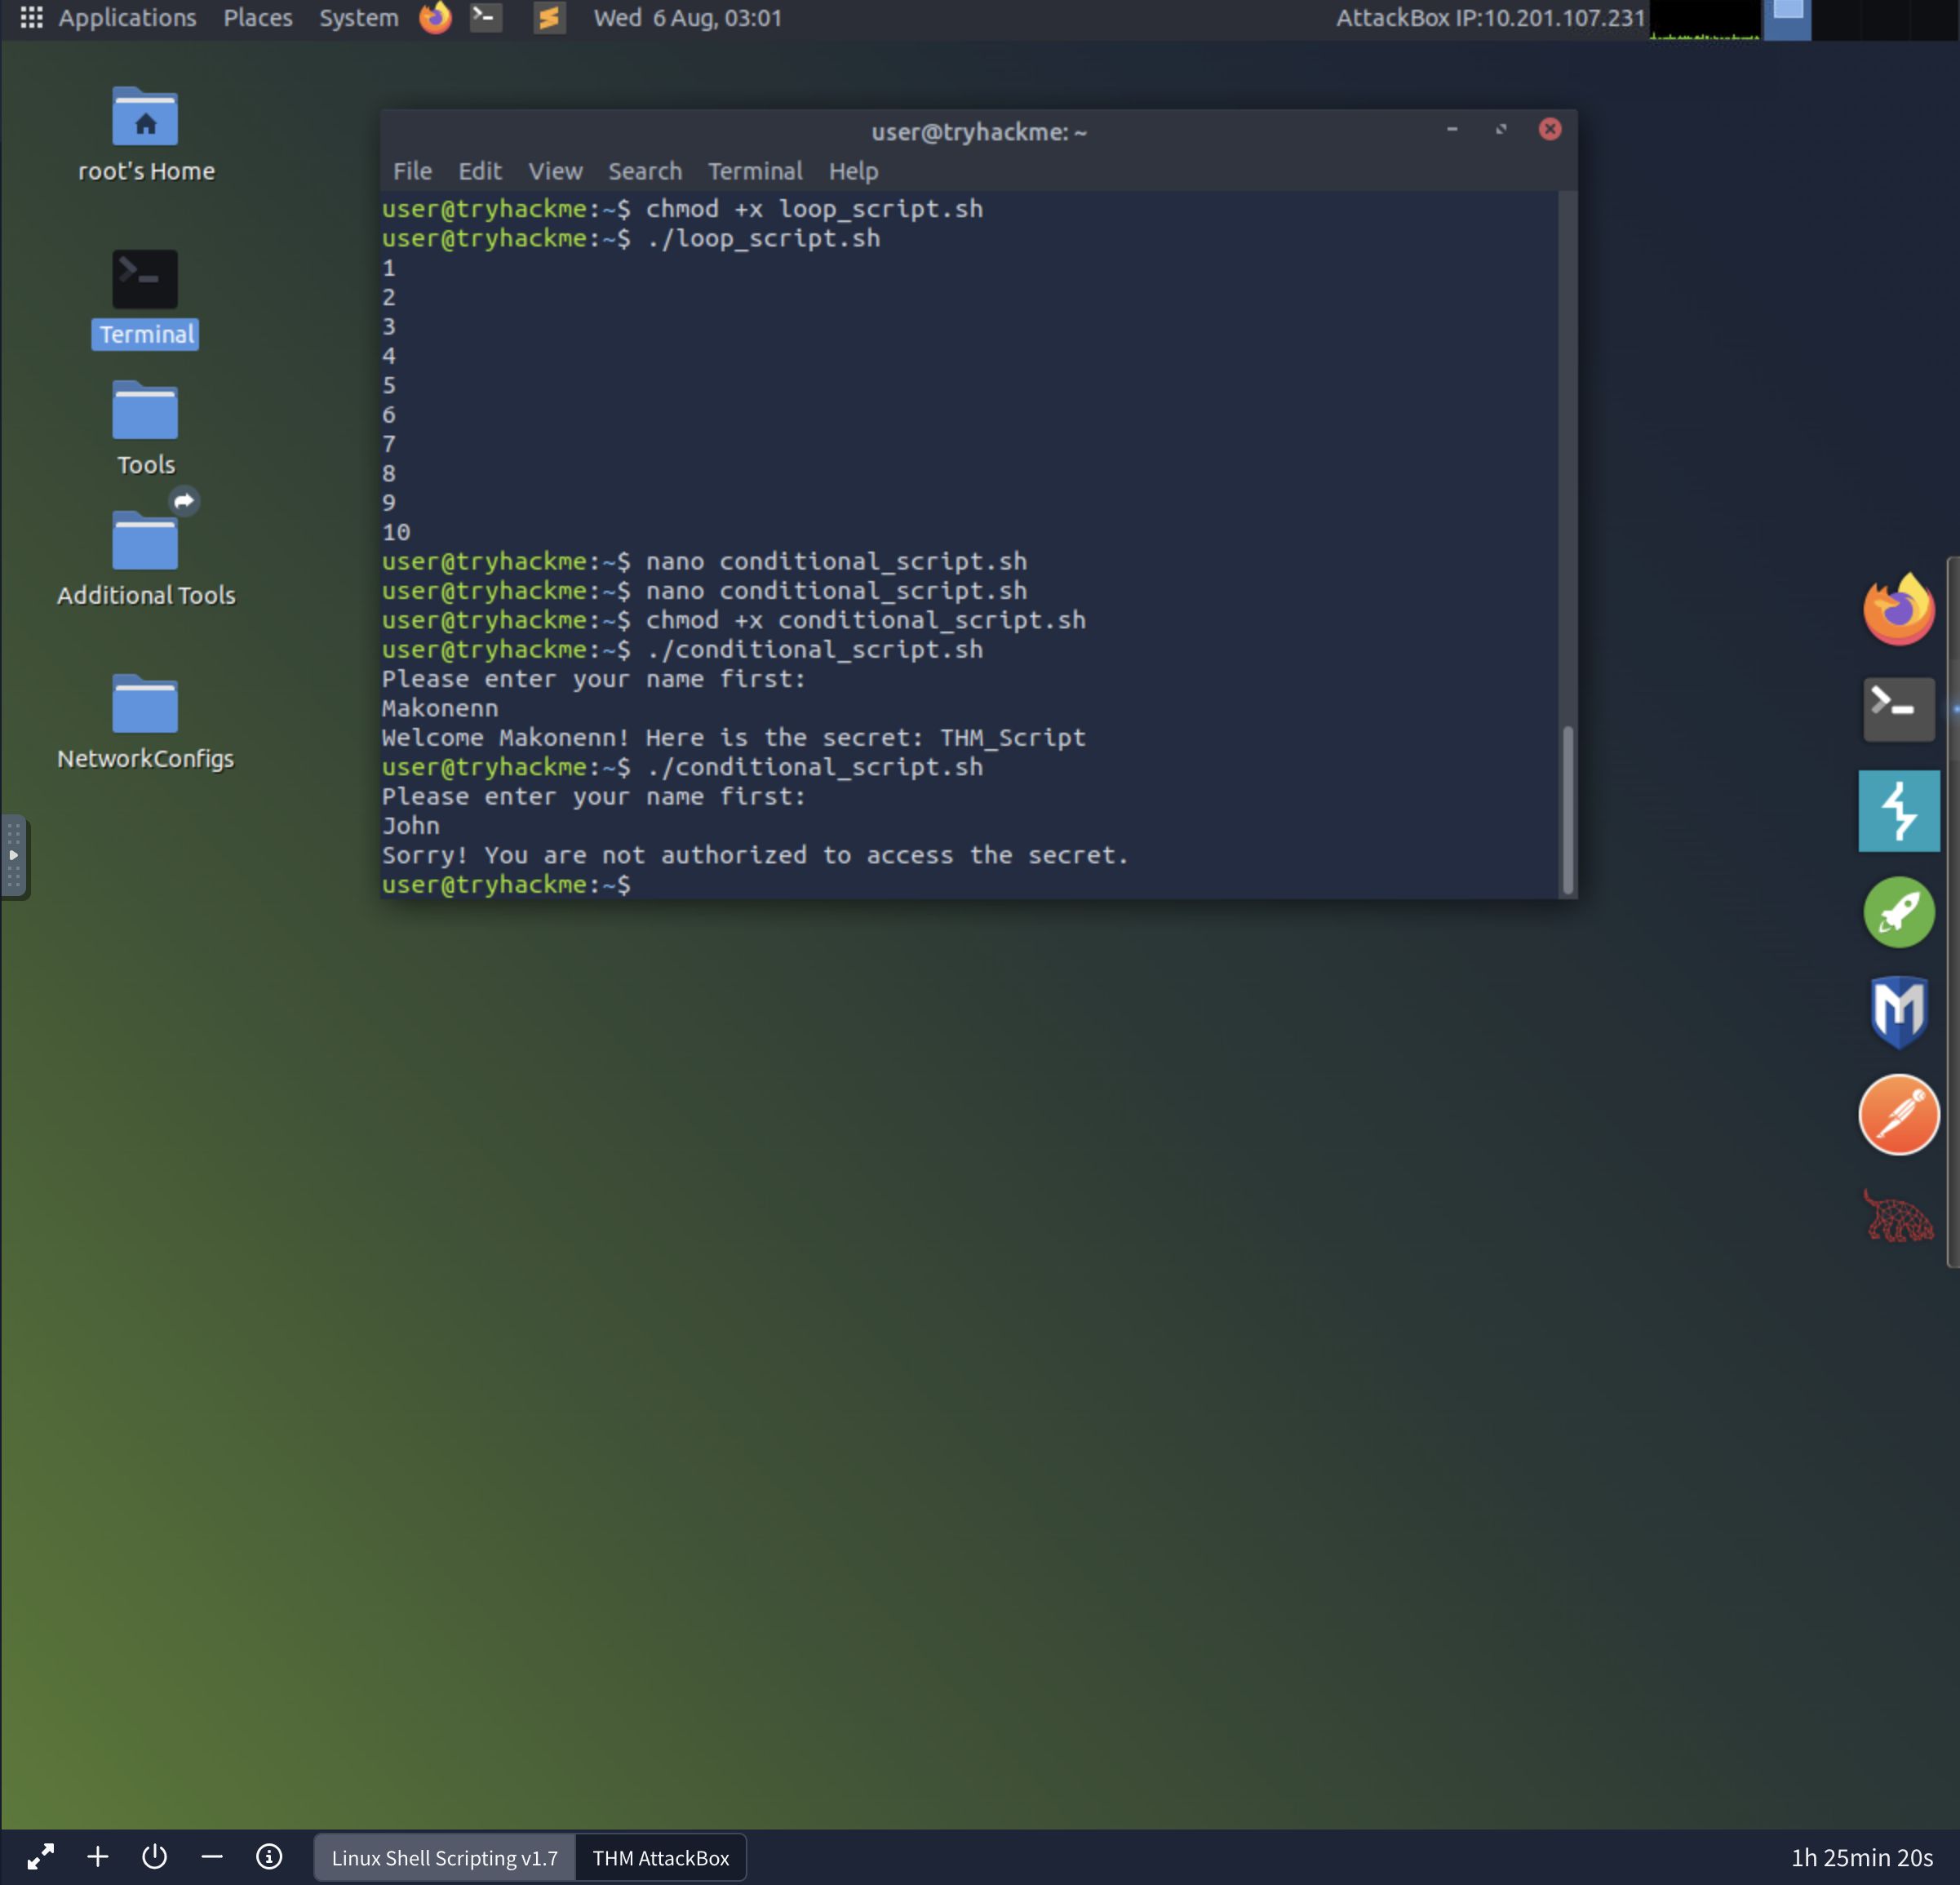 Applications Places System Wed 6 Aug, 03:01 AttackBox IP:10.201.107.231
root's Home
Terminal
Tools
Additional Tools
NetworkConfigs
user@tryhackme: ~
File Edit View Search Terminal Help
user@tryhackme:~$ chmod +x loop_script.sh
user@tryhackme:~$ ./loop_script.sh
1
2
3
4
5
6
7
8
9
10
user@tryhackme:~$ nano conditional_script.sh
user@tryhackme:~$ nano conditional_script.sh
user@tryhackme:~$ chmod +x conditional_script.sh
user@tryhackme:~$ ./conditional_script.sh
Please enter your name first:
Makonenn
Welcome Makonenn! Here is the secret: THM_Script
user@tryhackme:~$ ./conditional_script.sh
Please enter your name first:
John
Sorry! You are not authorized to access the secret.
user@tryhackme:~$
Linux Shell Scripting v1.7 THM AttackBox 1h 25min 20s